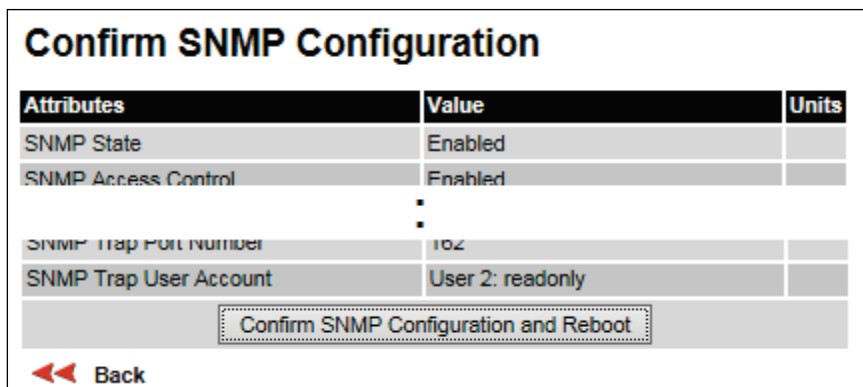 Confirm SNMP Configuration
Attributes Value Units
SNMP State Enabled
SNMP Access Control Enabled
:
SNMP Trap Port Number 162
SNMP Trap User Account User 2: readonly
Confirm SNMP Configuration and Reboot
Back